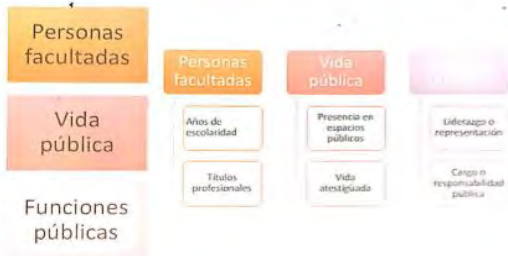 Personas
facultadas
Vida
pública
Funciones
públicas
Personas
facultadas
Años de
escolaridad
Títulos
profesionales
Vida
pública
Presencia en
espacios
públicos
Vida
atestiguada
Liderazgo o
representación
Cargo o
responsabilidad
pública